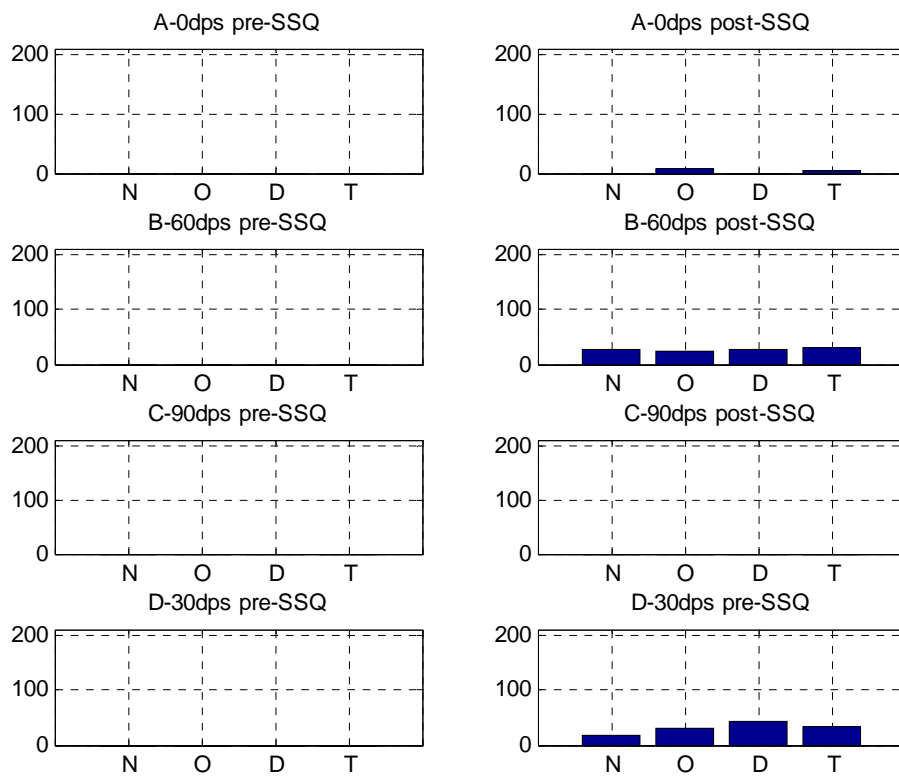 A-0dps pre-SSQ
200
100
0
N O D T
A-0dps post-SSQ
200
100
0
N O D T
B-60dps pre-SSQ
200
100
0
N O D T
B-60dps post-SSQ
200
100
0
N O D T
C-90dps pre-SSQ
200
100
0
N O D T
C-90dps post-SSQ
200
100
0
N O D T
D-30dps pre-SSQ
200
100
0
N O D T
D-30dps pre-SSQ
200
100
0
N O D T